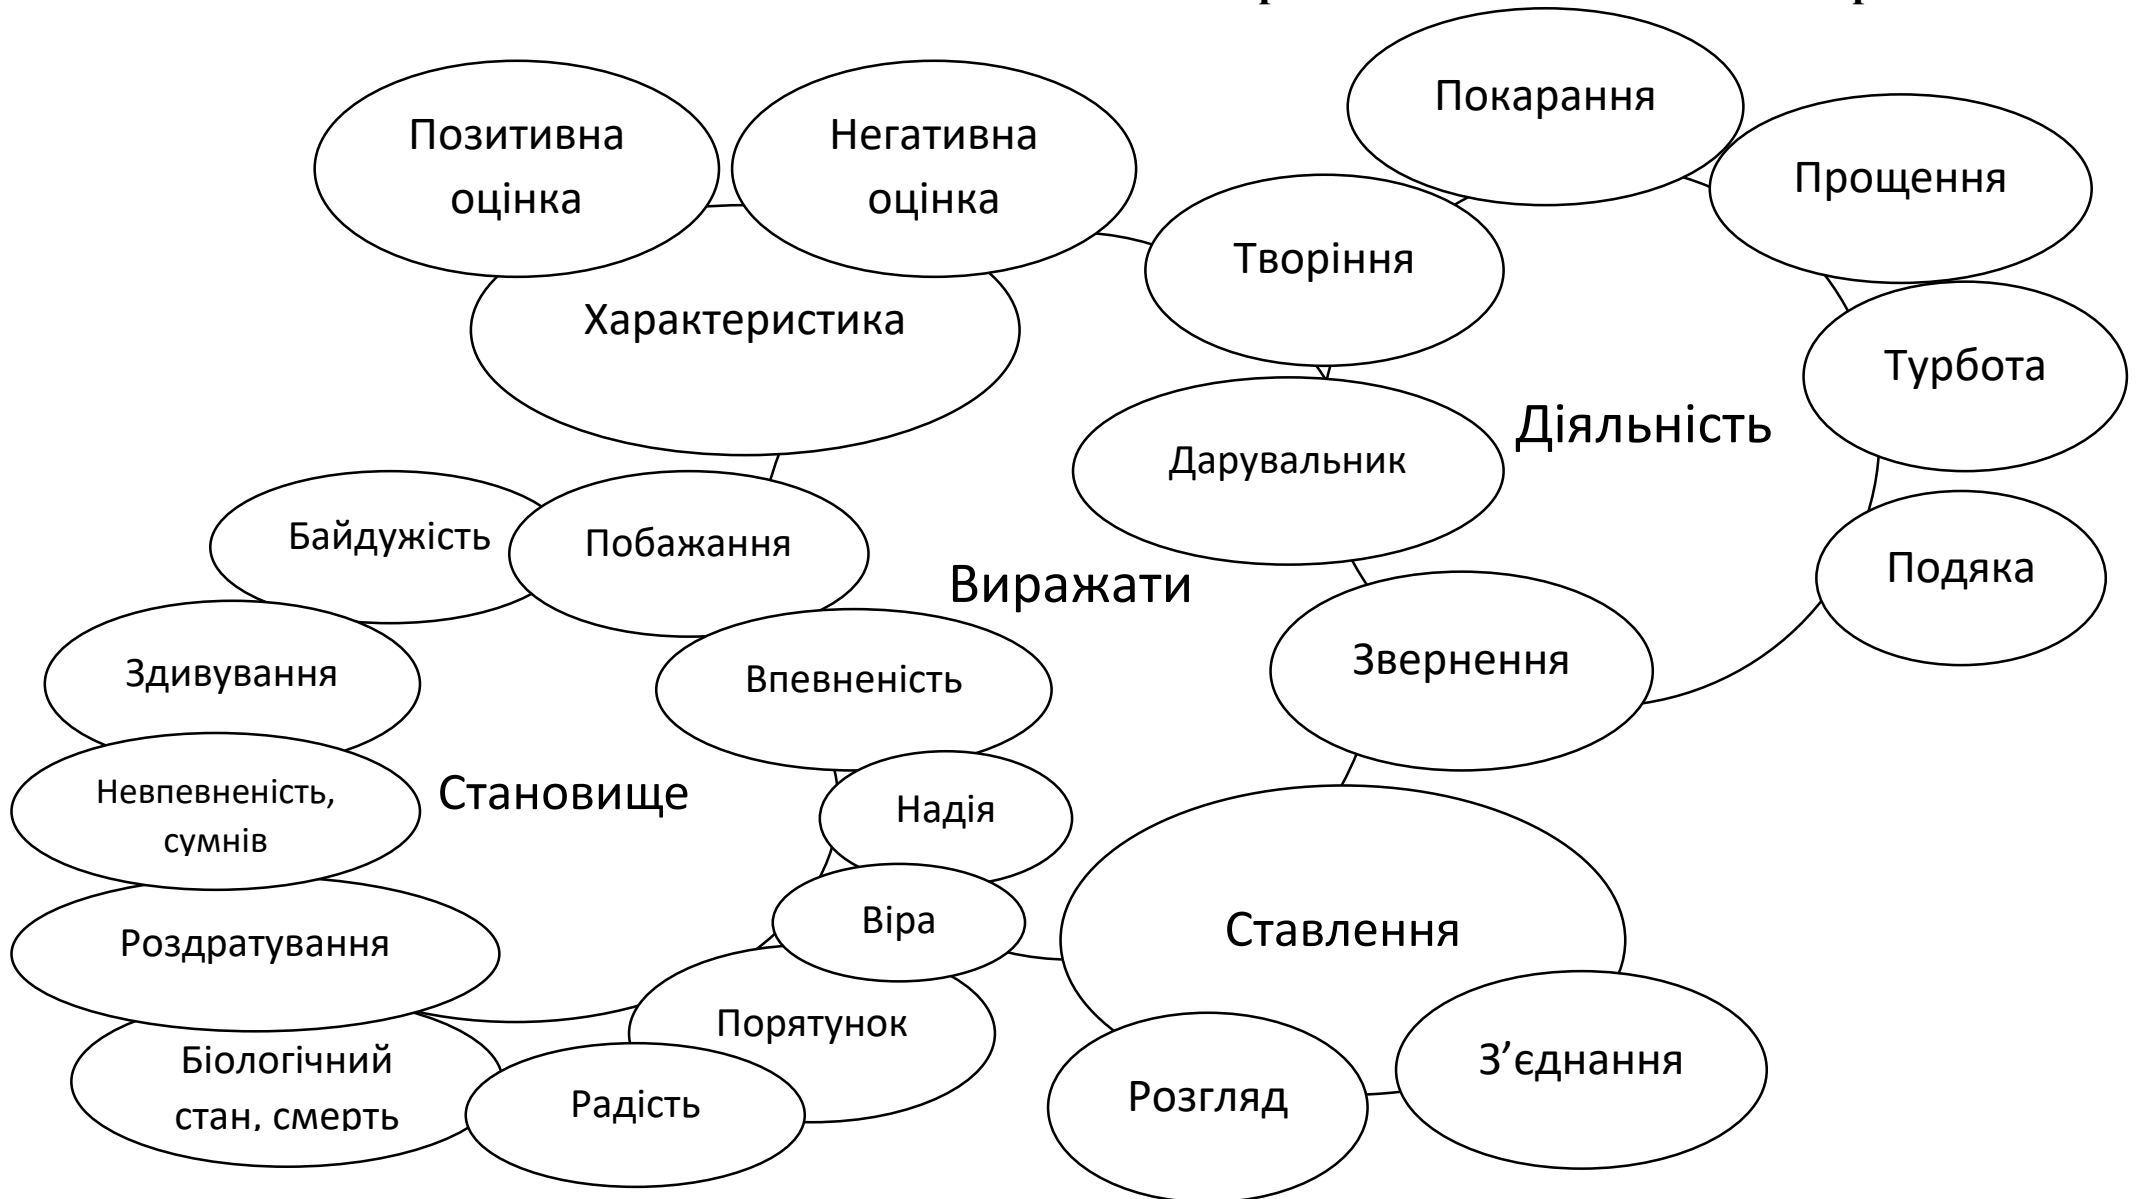 Покарання
Позитивна
оцінка
Негативна
оцінка
Прощення
Творіння
Характеристика
Турбота
Діяльність
Дарувальник
Байдужість
Побажання
Виражати
Подяка
Звернення
Здивування
Впевненість
Невпевненість,
сумнів
Становище
Надія
Віра
Ставлення
Роздратування
Порятунок
Біологічний
стан, смерть
Радість
Розгляд
З’єднання